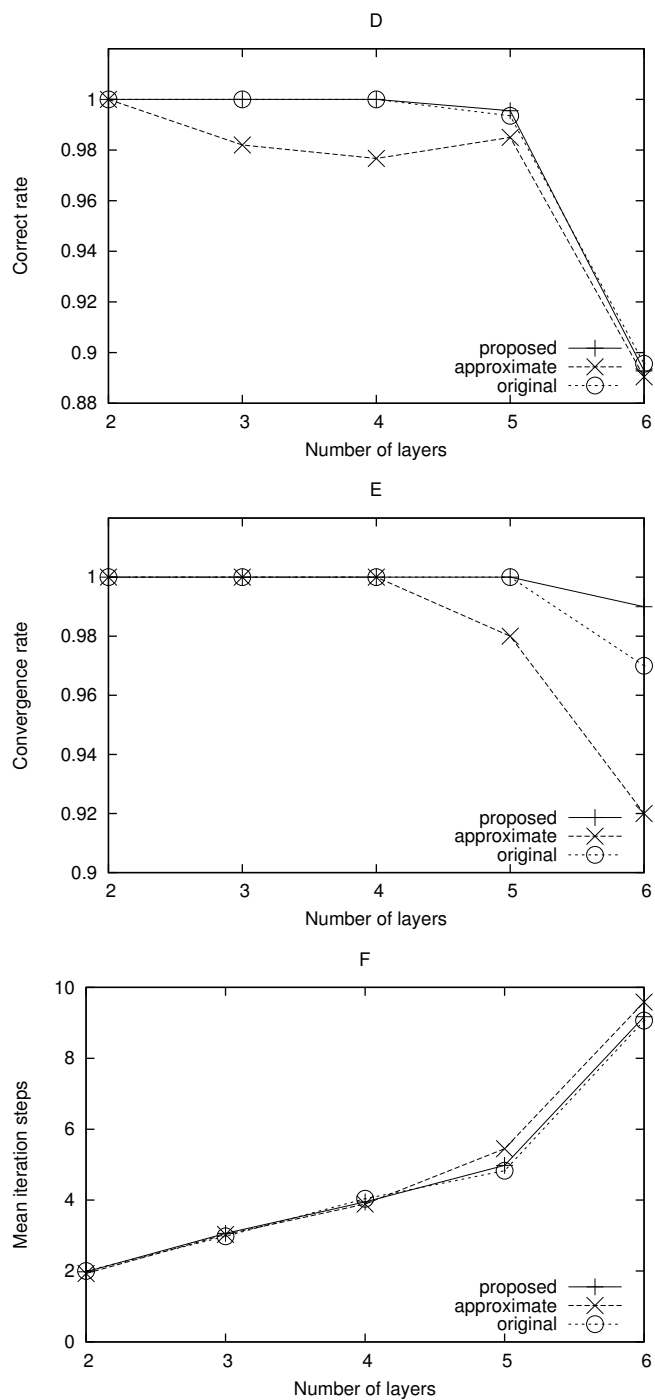 D
Correct rate
1
0.98
0.96
0.94
0.92
0.9
0.88
proposed
approximate
original
2 3 4 5 6
Number of layers
E
Convergence rate
1
0.98
0.96
0.94
0.92
0.9
proposed
approximate
original
2 3 4 5 6
Number of layers
F
Mean iteration steps
10
8
6
4
2
0
proposed
approximate
original
2 3 4 5 6
Number of layers